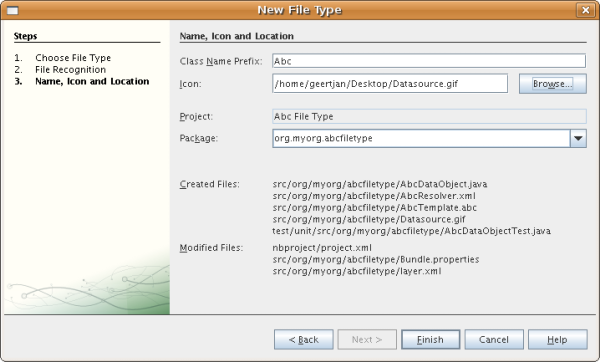 New File Type
Steps
1. Choose File Type
2. File Recognition
3. Name, Icon and Location
Name, Icon and Location
Class Name Prefix: Abc
Icon: /home/geertjan/Desktop/Datasource.gif Browse...
Project: Abc File Type
Package: org.myorg.abcfiletype
Created Files: src/org/myorg/abcfiletype/AbcDataObject.java
src/org/myorg/abcfiletype/AbcResolver.xml
src/org/myorg/abcfiletype/AbcTemplate.abc
src/org/myorg/abcfiletype/Datasource.gif
test/unit/src/org/myorg/abcfiletype/AbcDataObjectTest.java
Modified Files: nbproject/project.xml
src/org/myorg/abcfiletype/Bundle.properties
src/org/myorg/abcfiletype/layer.xml
< Back Next > Finish Cancel Help